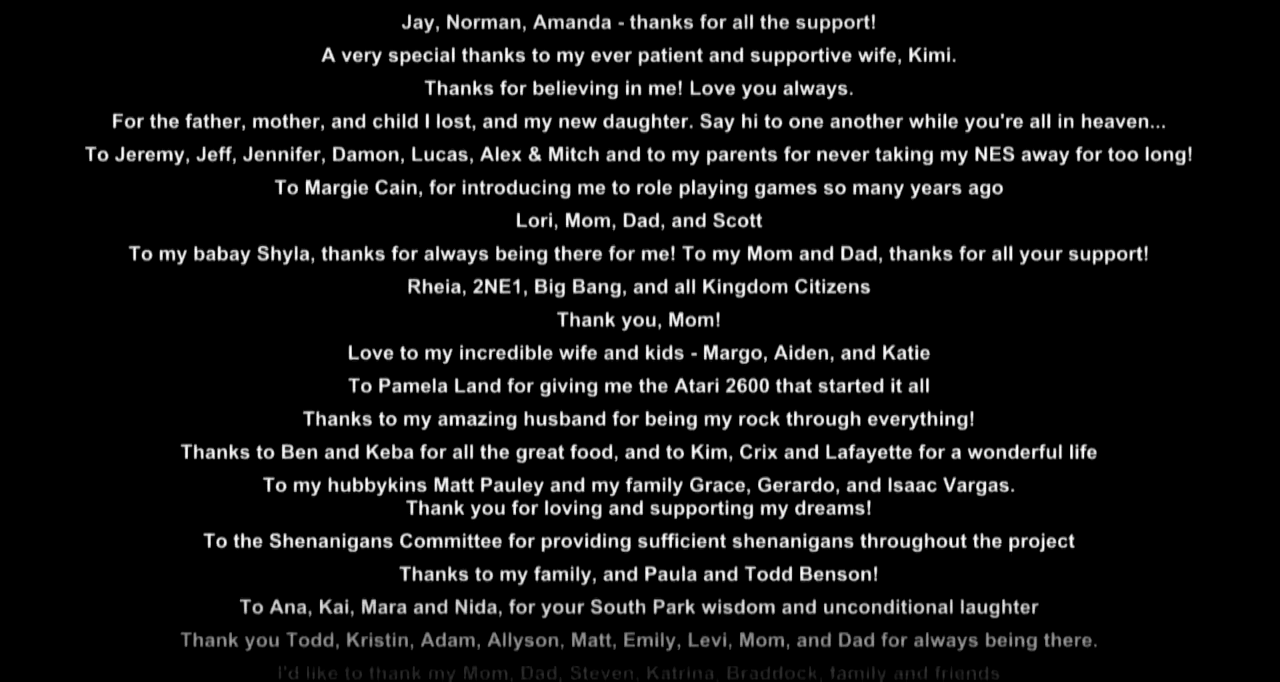 Jay, Norman, Amanda - thanks for all the support!
A very special thanks to my ever patient and supportive wife, Kimi.
Thanks for believing in me! Love you always.
For the father, mother, and child I lost, and my new daughter. Say hi to one another while you're all in heaven...
To Jeremy, Jeff, Jennifer, Damon, Lucas, Alex & Mitch and to my parents for never taking my NES away for too long!
To Margie Cain, for introducing me to role playing games so many years ago
Lori, Mom, Dad, and Scott
To my babay Shyla, thanks for always being there for me! To my Mom and Dad, thanks for all your support!
Rheia, 2NE1, Big Bang, and all Kingdom Citizens
Thank you, Mom!
Love to my incredible wife and kids - Margo, Aiden, and Katie
To Pamela Land for giving me the Atari 2600 that started it all
Thanks to my amazing husband for being my rock through everything!
Thanks to Ben and Keba for all the great food, and to Kim, Crix and Lafayette for a wonderful life
To my hubbykins Matt Pauley and my family Grace, Gerardo, and Isaac Vargas.
Thank you for loving and supporting my dreams!
To the Shenanigans Committee for providing sufficient shenanigans throughout the project
Thanks to my family, and Paula and Todd Benson!
To Ana, Kai, Mara and Nida, for your South Park wisdom and unconditional laughter
Thank you Todd, Kristin, Adam, Allyson, Matt, Emily, Levi, Mom, and Dad for always being there.
I'd like to thank my Mom, Dad, Steven, Katrina, Braddock, family and friends